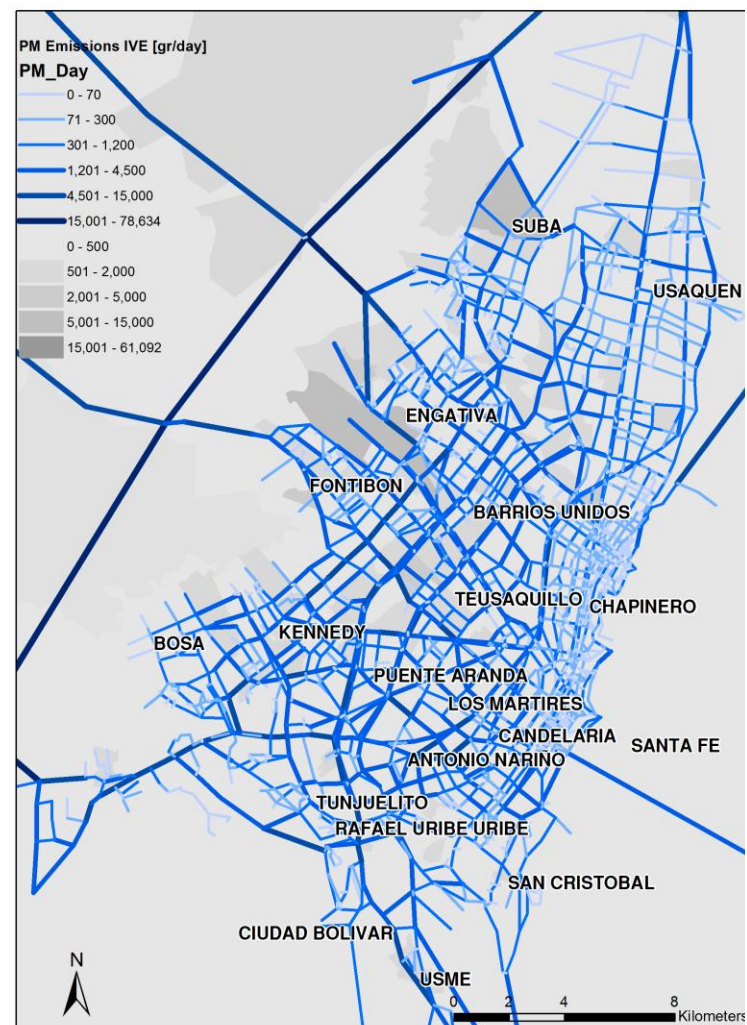 PM Emissions IVE [gr/day]
PM_Day
0 - 70
71 - 300
301 - 1,200
1,201 - 4,500
4,501 - 15,000
15,001 - 78,634
0 - 500
501 - 2,000
2,001 - 5,000
5,001 - 15,000
15,001 - 61,092
SUBA
USAQUEN
ENGATIVA
FONTIBON
BARRIOS UNIDOS
TEUSAQUILLO
CHAPINERO
KENNEDY
BOSA
PUENTE ARANDA
LOS MARTIRES
CANDELARIA
SANTA FE
ANTONIO NARINO
TUNJUELITO
RAFAEL URIBE URIBE
SAN CRISTOBAL
CIUDAD BOLIVAR
USME
N
0 2 4 8
Kilometers